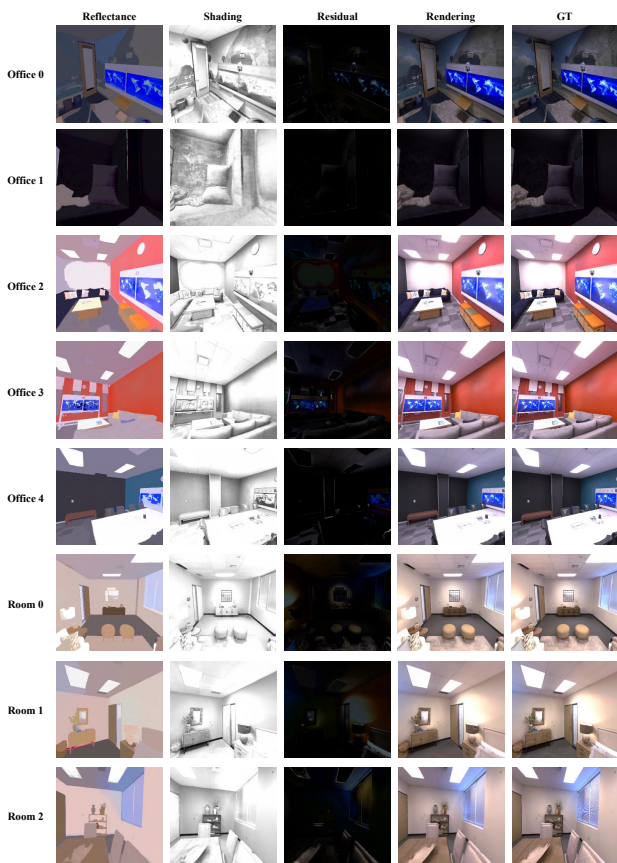 Reflectance Shading Residual Rendering GT
Office 0
Office 1
Office 2
Office 3
Office 4
Room 0
Room 1
Room 2